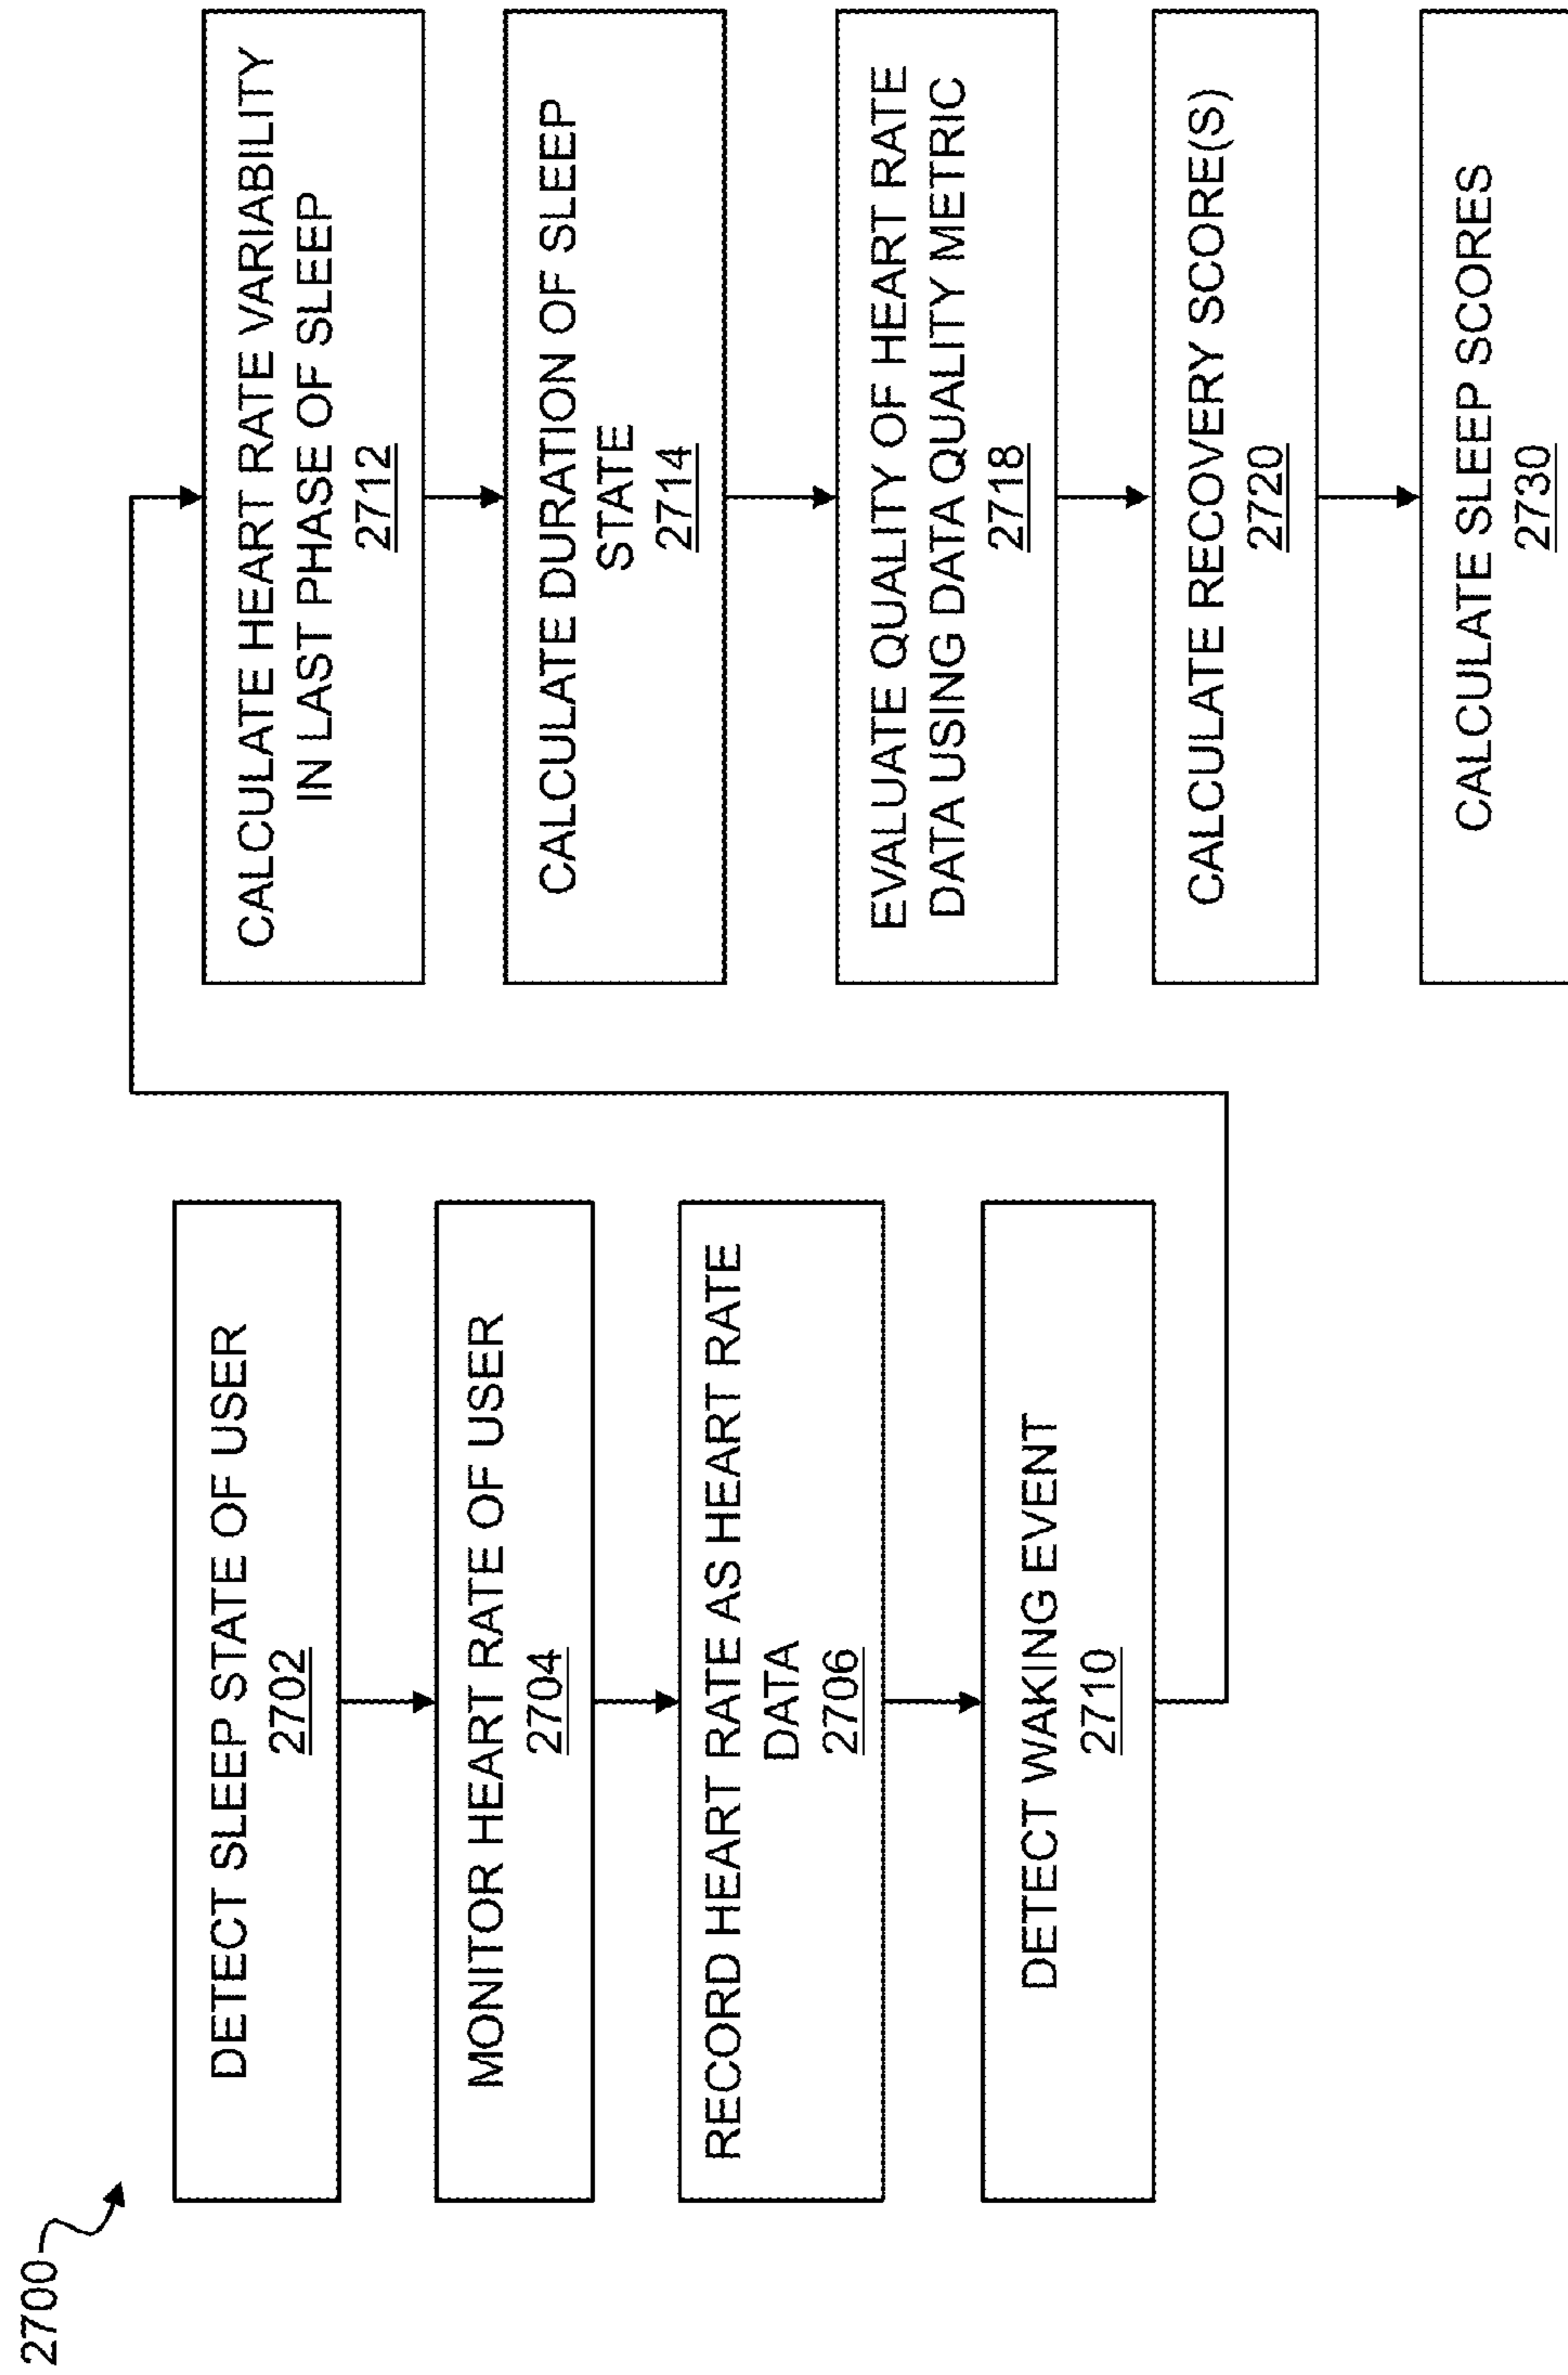 2700
DETECT SLEEP STATE OF USER
2702
MONITOR HEART RATE OF USER
2704
RECORD HEART RATE AS HEART RATE
DATA
2706
DETECT WAKING EVENT
2710
CALCULATE HEART RATE VARIABILITY
IN LAST PHASE OF SLEEP
2712
CALCULATE DURATION OF SLEEP
STATE
2714
EVALUATE QUALITY OF HEART RATE
DATA USING DATA QUALITY METRIC
2718
CALCULATE RECOVERY SCORE(S)
2720
CALCULATE SLEEP SCORES
2730